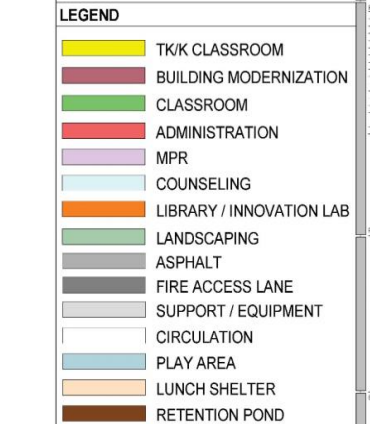 LEGEND
TK/K CLASSROOM
BUILDING MODERNIZATION
CLASSROOM
ADMINISTRATION
MPR
COUNSELING
LIBRARY / INNOVATION LAB
LANDSCAPING
ASPHALT
FIRE ACCESS LANE
SUPPORT / EQUIPMENT
CIRCULATION
PLAY AREA
LUNCH SHELTER
RETENTION POND